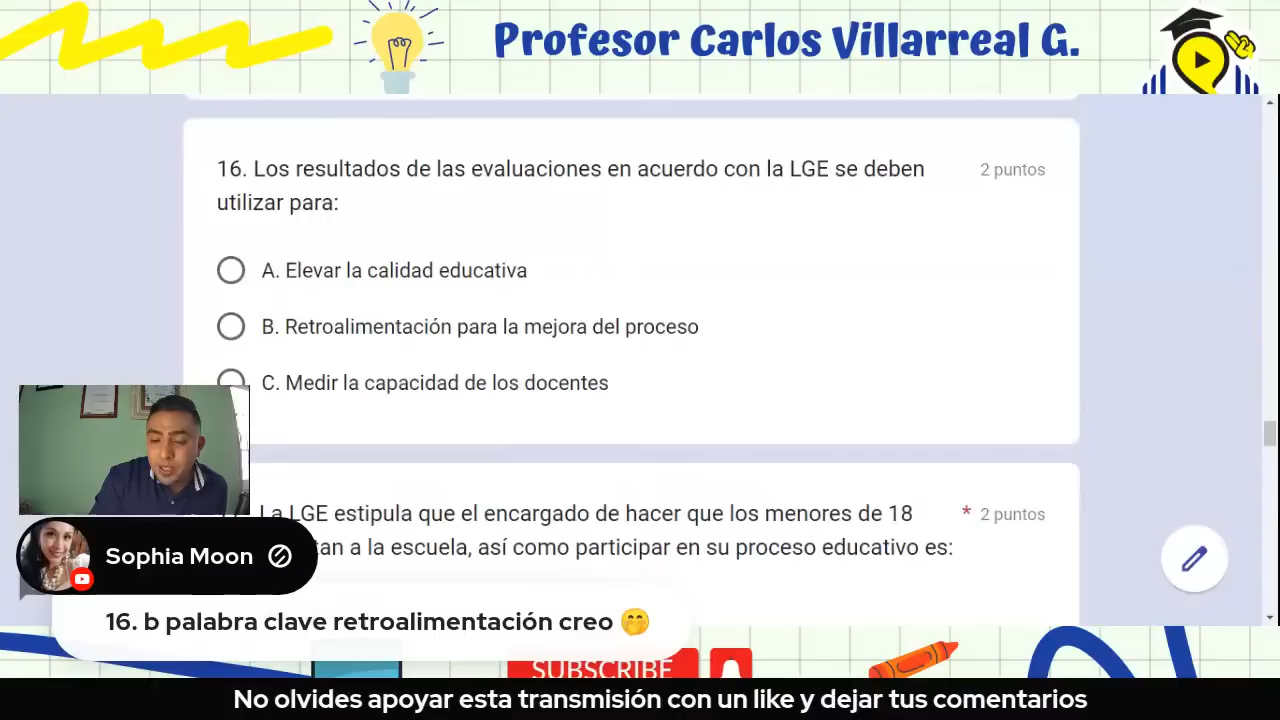 Profesor Carlos Villarreal G.
16. Los resultados de las evaluaciones en acuerdo con la LGE se deben
utilizar para:
2 puntos
A. Elevar la calidad educativa
B. Retroalimentación para la mejora del proceso
C. Medir la capacidad de los docentes
La LGE estipula que el encargado de hacer que los menores de 18
* 2 puntos
a la escuela, así como participar en su proceso educativo es:
Sophia Moon
16. b palabra clave retroalimentación creo 🤭
SUBSCRIBE
No olvides apoyar esta transmisión con un like y dejar tus comentarios